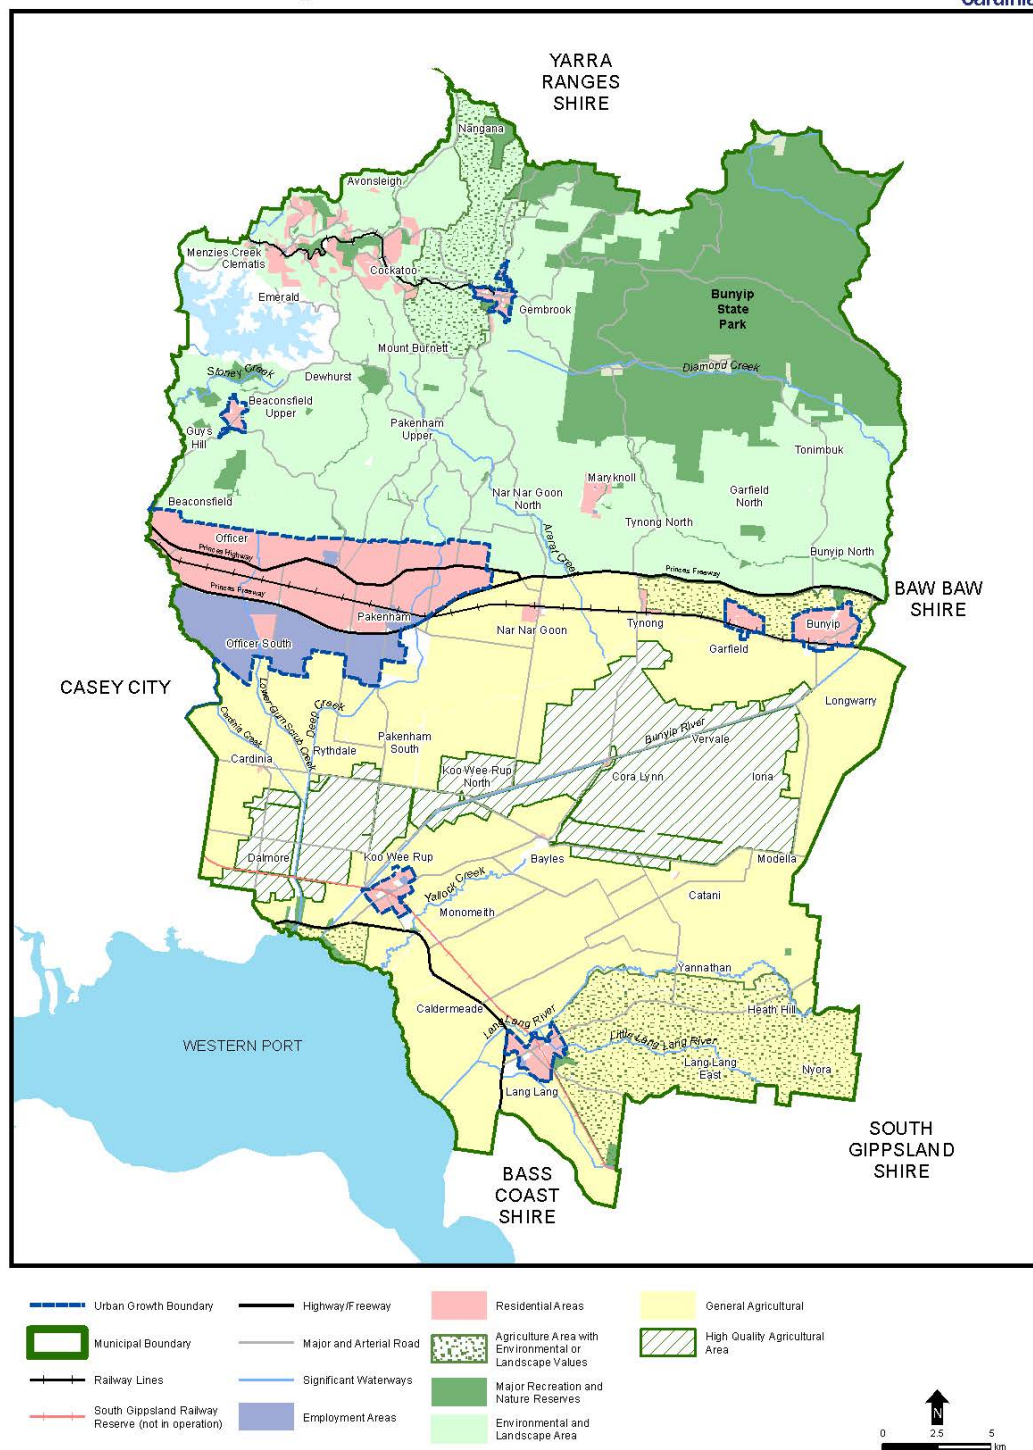 YARRA
RANGES
SHIRE
Nangana
Avonsleigh
Menzies Creek
Clematis
Cockatoo
Emerald
Gembrook
Bunyip
State
Park
Mount Burnett
Diamond Creek
Stoney Creek
Dewhurst
Beaconsfield
Upper
Guys
Hill
Pakenham
Upper
Tonimbuk
Maryknoll
Nar Nar Goon
North
Garfield
North
Beaconsfield
Tynong North
Officer
Ararat Creek
Bunyip North
Princes Highway
Princes Freeway
Princes Freeway
BAW BAW
SHIRE
Pakenham
Nar Nar Goon
Tynong
Bunyip
Officer South
Garfield
CASEY CITY
Longwarry
Lower Gum Scrub Creek
Deep Creek
Cardinia Creek
Bunyip River
Vervale
Pakenham
South
Rythdale
Cardinia
Koo Wee Rup
North
Cora Lynn
Iona
Dalmore
Koo Wee Rup
Bayles
Modella
Yallock Creek
Catani
Monomeith
Yannathan
Caldermeade
Heath Hill
Lang Lang River
Little Lang Lang River
WESTERN PORT
Lang Lang
East
Nyora
Lang Lang
SOUTH
GIPPSLAND
SHIRE
BASS
COAST
SHIRE
Urban Growth Boundary
Highway/Freeway
Residential Areas
General Agricultural
Municipal Boundary
Major and Arterial Road
Agriculture Area with
Environmental or
Landscape Values
High Quality Agricultural
Area
Railway Lines
Significant Waterways
Major Recreation and
Nature Reserves
South Gippsland Railway
Reserve (not in operation)
Employment Areas
Environmental and
Landscape Area
N
0 2.5 5
km